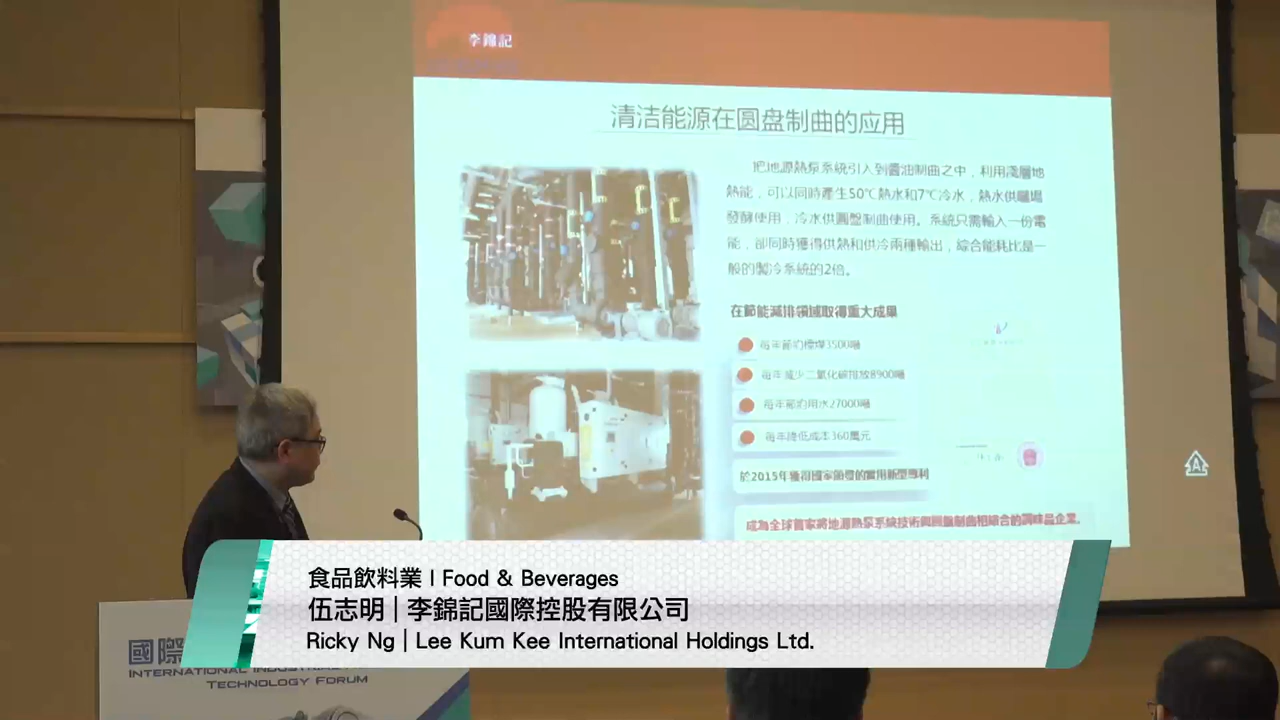 李錦記
清洁能源在圆盘制曲的应用
把地源熱泵系統引入到醬油制曲之中，利用淺層地
熱能，可以同時產生50℃熱水和7℃冷水，熱水供曬場
發酵使用，冷水供圓盤制曲使用。系統只需輸入一份電
能，卻同時獲得供熱和供冷兩種輸出，綜合能耗比是一
般的製冷系統的2倍。
在節能減排領域取得重大成果
每年節約標煤3500噸
每年減少二氧化碳排放8900噸
每年節約用水27000噸
每年降低成本360萬元
於2015年獲得國家頒發的實用新型專利
成為全球首家將地源熱泵系統技術與圓盤制曲相結合的調味品企業。
A
食品飲料業 | Food & Beverages
伍志明 | 李錦記國際控股有限公司
Ricky Ng | Lee Kum Kee International Holdings Ltd.
國際
INTERNATIONAL INDUSTRIAL
TECHNOLOGY FORUM